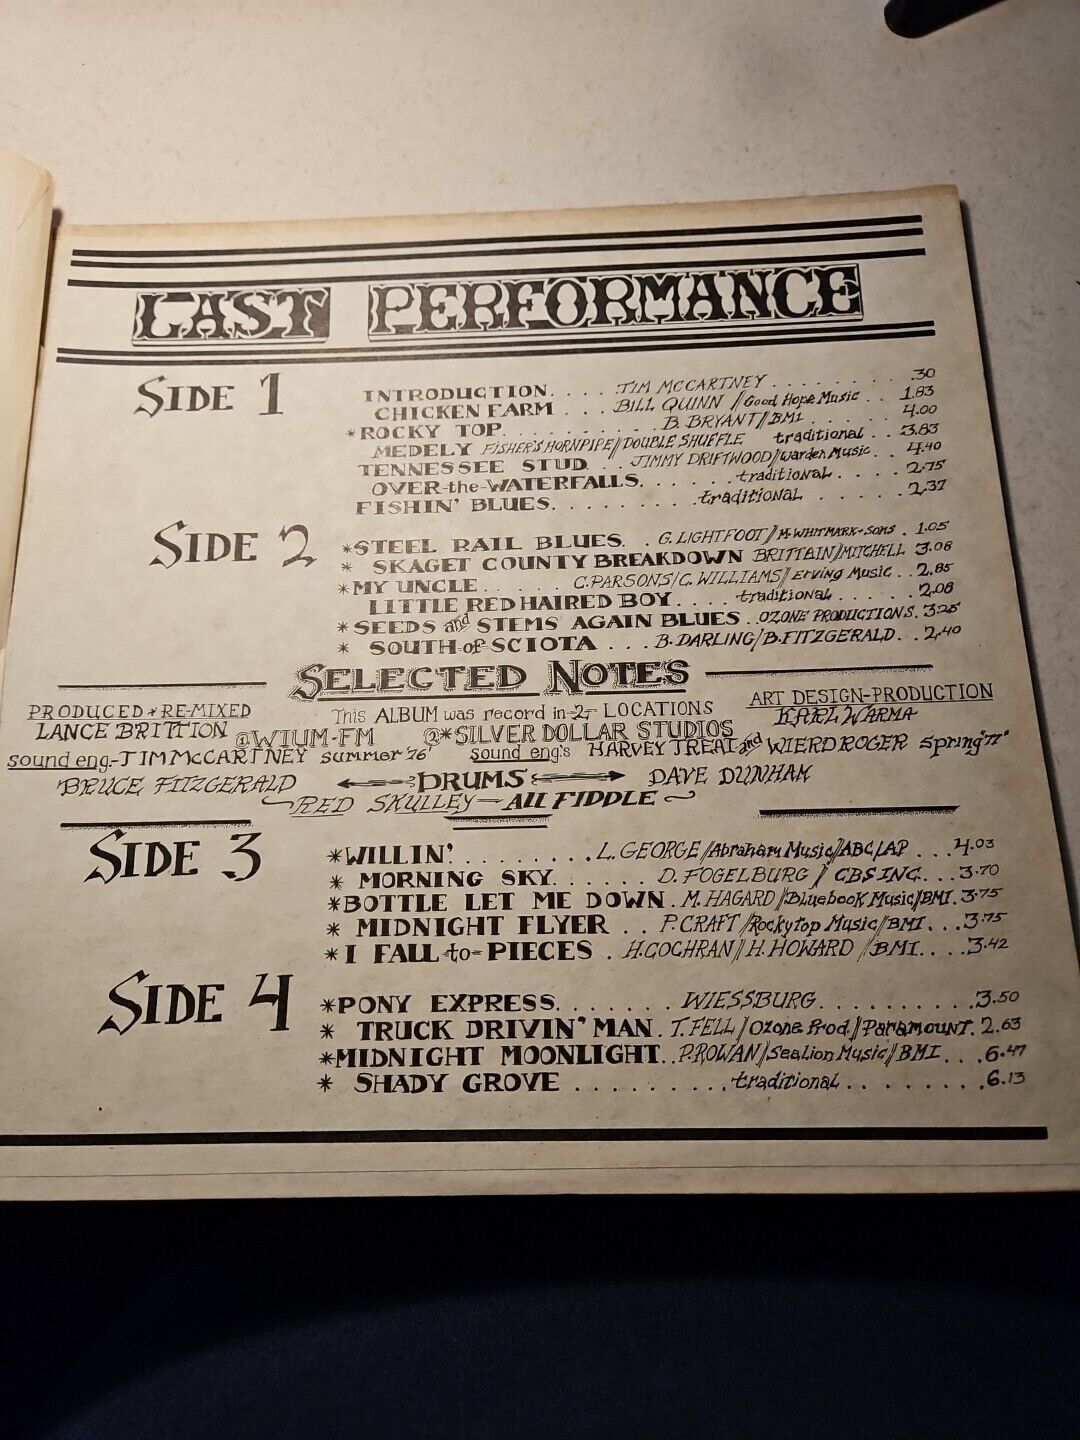 LAST PERFORMANCE
SIDE 1
INTRODUCTION. . . . TIM MCCARTNEY . . . . . . . . .30
CHICKEN FARM . . . BILL QUINN // Good Hope Music . . 1.83
*ROCKY TOP. . . . . . . . . . B. BRYANT // BMI . . . . . 4.00
MEDELY FISHER'S HORNPIPE // DOUBLE SHUFFLE traditional . . 3.83
TENNESSEE STUD . . JIMMY DRIFTWOOD // Warden Music . . 4.40
OVER-the-WATERFALLS. . . . . . traditional . . . . . 2.75
FISHIN' BLUES. . . . . . . . . traditional . . . . . 2.37
SIDE 2
*STEEL RAIL BLUES. . G. LIGHTFOOT // M. WHITMARK + SONS . 1.05
* SKAGET COUNTY BREAKDOWN BRITTAIN/MITCHELL 3.08
*MY UNCLE. . . . . . C. PARSONS/C. WILLIAMS // Erving Music . . 2.85
LITTLE RED HAIRED BOY. . . . traditional. . . . . . 2.08
*SEEDS and STEMS AGAIN BLUES . . OZONE PRODUCTIONS. 3.25
* SOUTH-of-SCIOTA . . . B. DARLING/B. FITZGERALD. . 2.40
SELECTED NOTES
PRODUCED + RE-MIXED
LANCE BRITTION
This ALBUM was record in -2- LOCATIONS
@WIUM-FM @*SILVER DOLLAR STUDIOS
ART DESIGN-PRODUCTION
KARL WARMA
sound eng.-TIM McCARTNEY summer '76 sound eng's HARVEY TREAT and WIERD ROGER spring "77"
BRUCE FITZGERALD DRUMS DAVE DUNHAM
RED SKULLEY — ALL FIDDLE
SIDE 3
*WILLIN'. . . . . . . . . L. GEORGE // Abraham Music // ABC/AP . . . 4.03
* MORNING SKY. . . . . . D. FOGELBURG / CBS INC. . . 3.70
*BOTTLE LET ME DOWN . M. HAGARD // Bluebook Music/BMI. 3.75
* MIDNIGHT FLYER . . P. CRAFT/Rockytop Music/BMI. . . 3.75
*I FALL -to- PIECES . H. COCHRAN // H. HOWARD // BMI. . . . 3.42
SIDE 4
*PONY EXPRESS. . . . . . . WIESSBURG. . . . . . . . . 3.50
* TRUCK DRIVIN' MAN. T. FELL // Ozone Prod. // Paramount. 2.63
*MIDNIGHT MOONLIGHT. . P. ROWAN // Sea Lion Music // BMI . . . 6.47
* SHADY GROVE . . . . . . . . . traditional. . . . . . . . 6.13